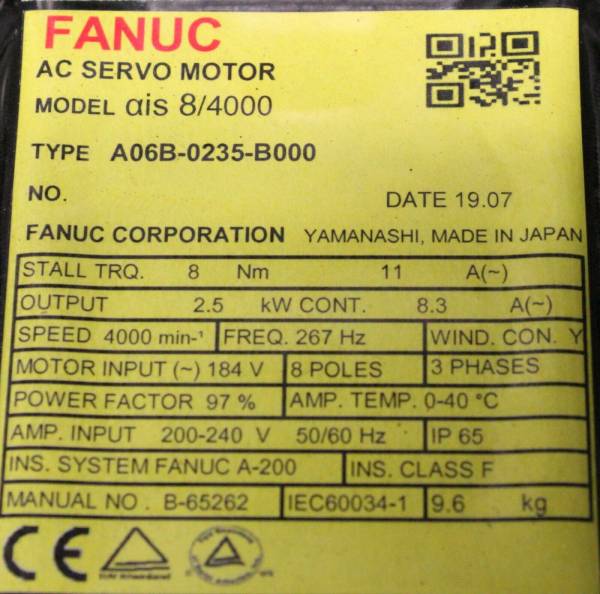 FANUC
AC SERVO MOTOR
MODEL αis 8/4000
TYPE A06B-0235-B000
NO. DATE 19.07
FANUC CORPORATION YAMANASHI, MADE IN JAPAN
STALL TRQ. 8 Nm 11 A(~)
OUTPUT 2.5 kW CONT. 8.3 A(~)
SPEED 4000 min-¹ FREQ. 267 Hz WIND. CON. Y
MOTOR INPUT (~) 184 V 8 POLES 3 PHASES
POWER FACTOR 97 % AMP. TEMP. 0-40 °C
AMP. INPUT 200-240 V 50/60 Hz IP 65
INS. SYSTEM FANUC A-200 INS. CLASS F
MANUAL NO . B-65262 IEC60034-1 9.6 kg
CE